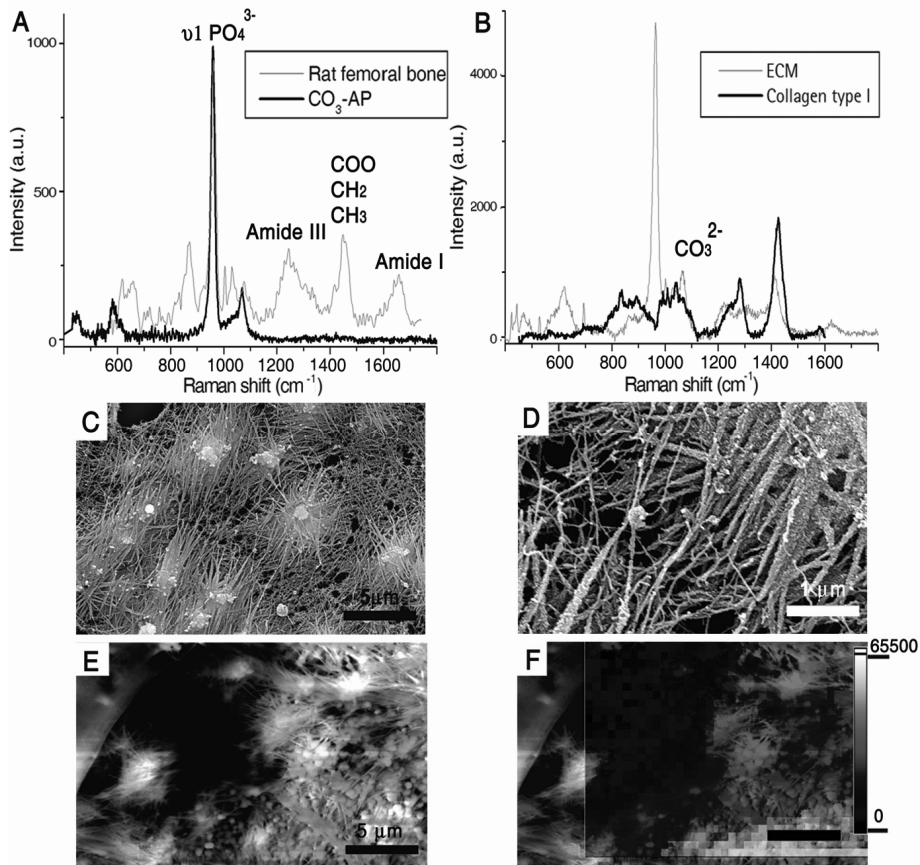 A
υ1 PO4 3-
1000
500
0
Intensity (a.u.)
Rat femoral bone
CO3-AP
COO
CH2
CH3
Amide III
Amide I
600 800 1000 1200 1400 1600
Raman shift (cm-1)
B
4000
2000
0
Intensity (a.u.)
ECM
Collagen type I
CO3 2-
600 800 1000 1200 1400 1600
Raman shift (cm-1)
C
5μm
D
1 μm
E
5 μm
F
65500
0